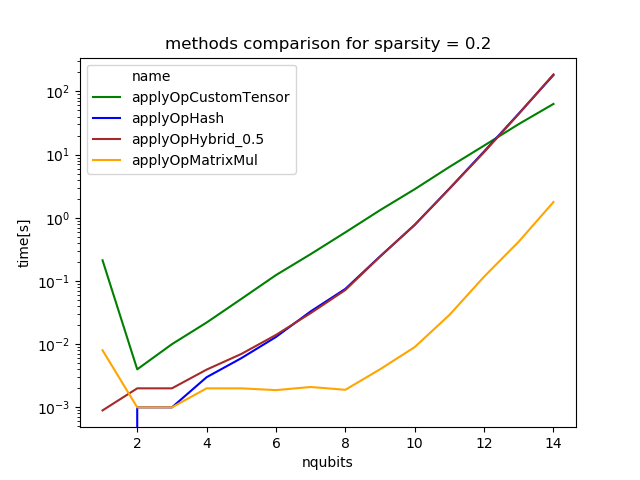 methods comparison for sparsity = 0.2
name
applyOpCustomTensor
applyOpHash
applyOpHybrid_0.5
applyOpMatrixMul
time[s]
10²
10¹
10⁰
10⁻¹
10⁻²
10⁻³
2 4 6 8 10 12 14
nqubits